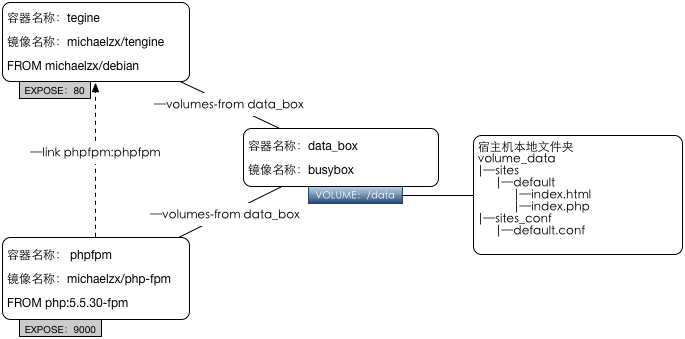 容器名称： tegine
镜像名称：michaelzx/tengine
FROM michaelzx/debian
EXPOSE：80
—volumes-from data_box
—link phpfpm:phpfpm
容器名称：data_box
镜像名称：busybox
VOLUME：/data
宿主机本地文件夹
volume_data
|—sites
|—default
|—index.html
|—index.php
|—sites_conf
|—default.conf
—volumes-from data_box
容器名称： phpfpm
镜像名称：michaelzx/php-fpm
FROM php:5.5.30-fpm
EXPOSE：9000